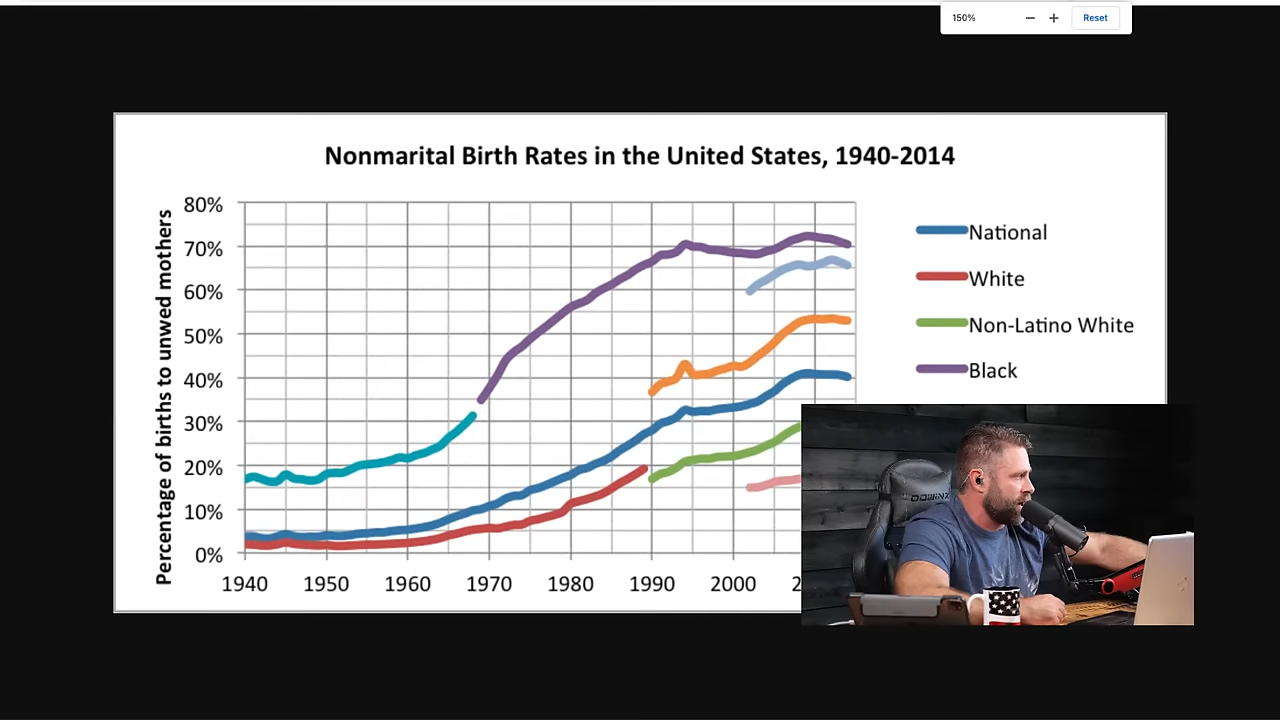 150%
Reset
Nonmarital Birth Rates in the United States, 1940-2014
Percentage of births to unwed mothers
80%
70%
60%
50%
40%
30%
20%
10%
0%
1940 1950 1960 1970 1980 1990 2000 2
National
White
Non-Latino White
Black